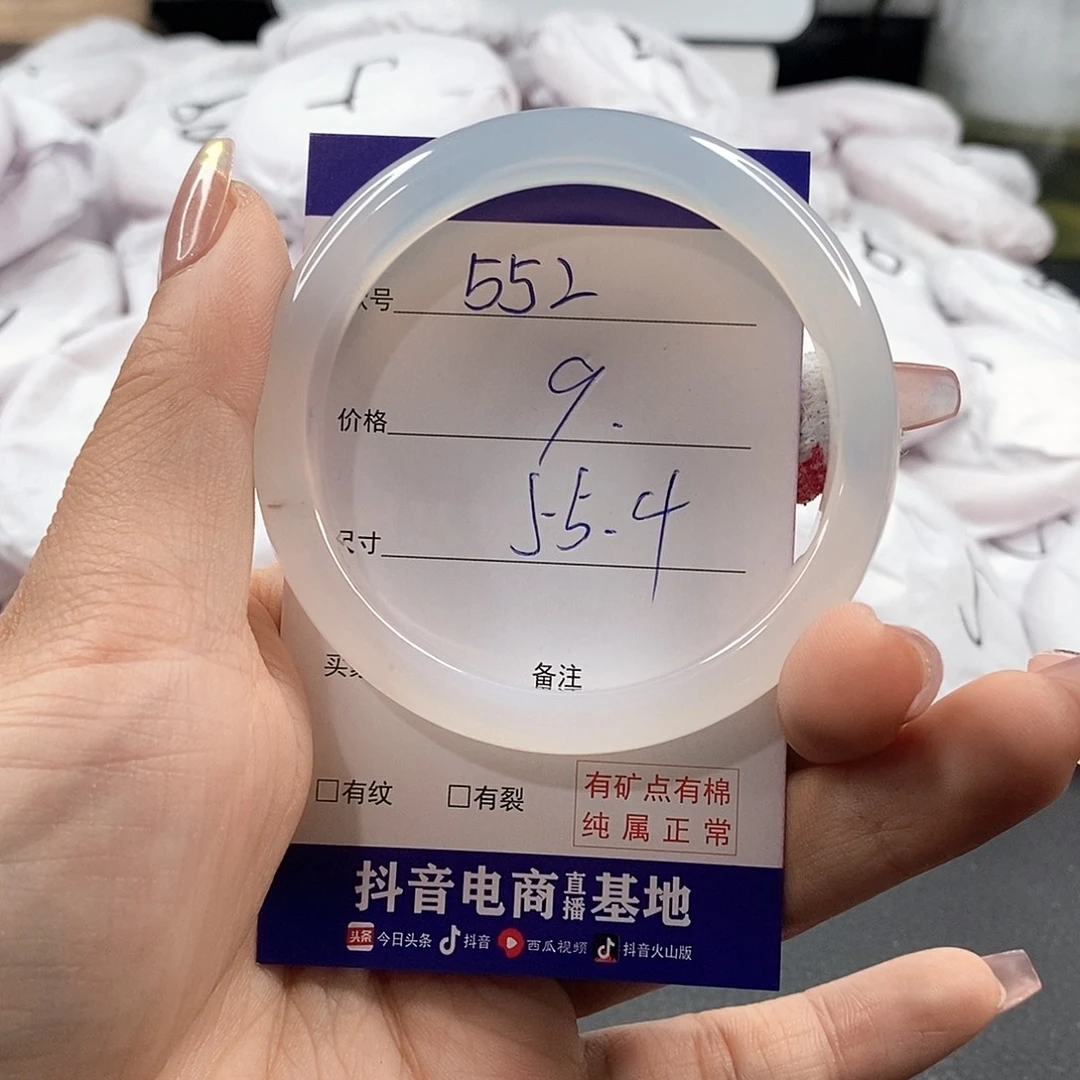 号 552
价格 9.
尺寸 55.4
备注
□有纹 □有裂
有矿点有棉
纯属正常
抖音电商直播基地
头条 今日头条 抖音 西瓜视频 抖音火山版